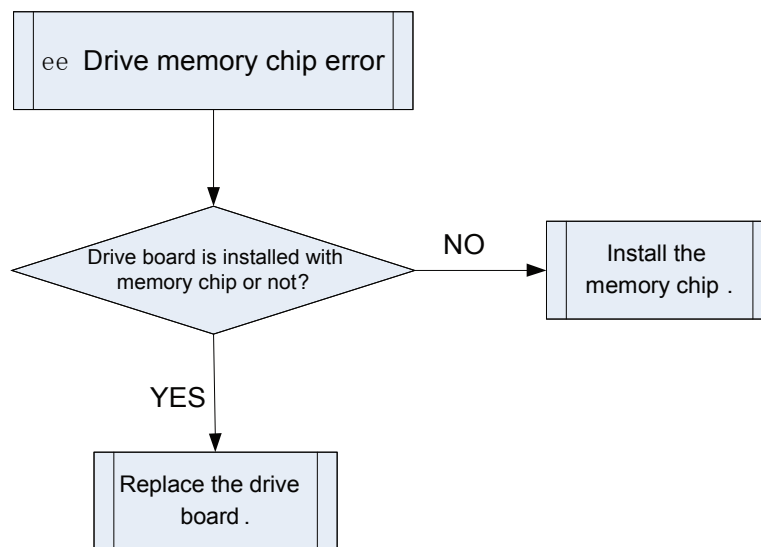 ee Drive memory chip error
Drive board is installed with
memory chip or not?
NO
Install the
memory chip .
YES
Replace the drive
board .